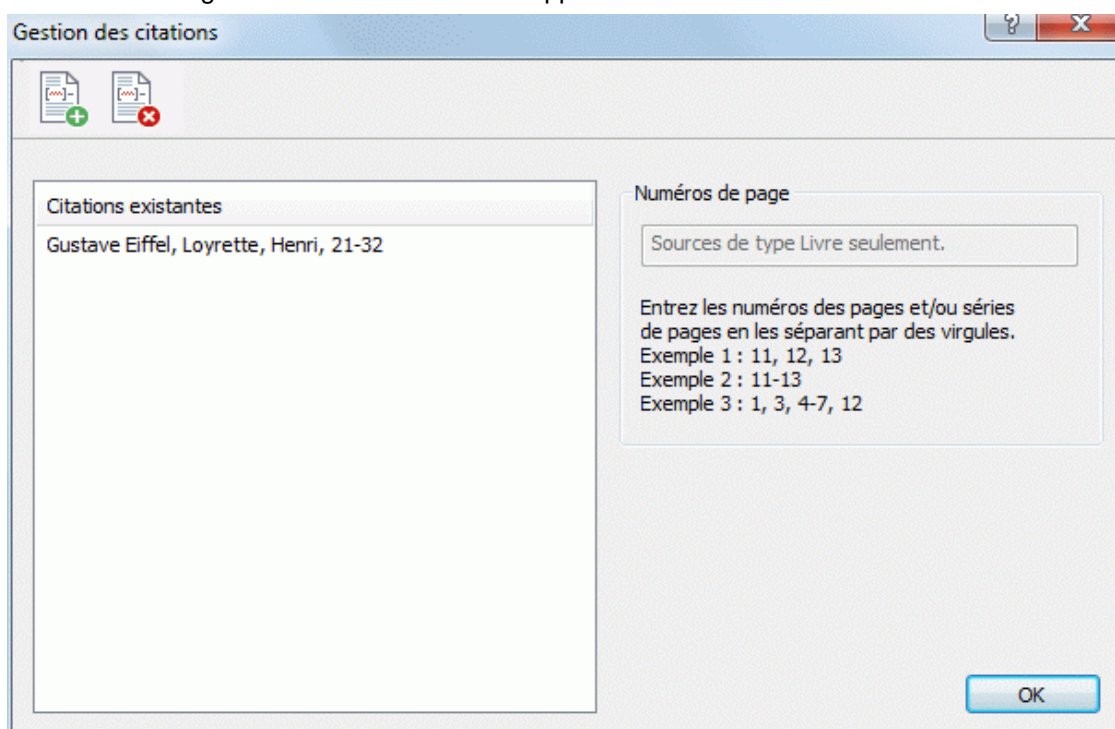 Gestion des citations
Citations existantes
Gustave Eiffel, Loyrette, Henri, 21-32
Numéros de page
Sources de type Livre seulement.
Entrez les numéros des pages et/ou séries
de pages en les séparant par des virgules.
Exemple 1 : 11, 12, 13
Exemple 2 : 11-13
Exemple 3 : 1, 3, 4-7, 12
OK